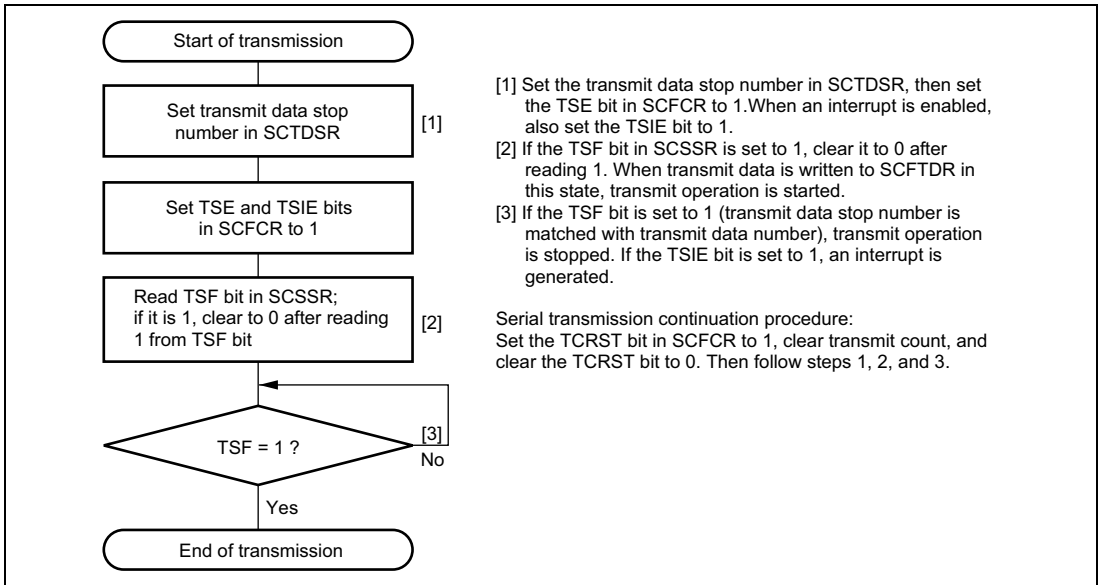 Start of transmission
Set transmit data stop
number in SCTDSR
[1]
Set TSE and TSIE bits
in SCFCR to 1
Read TSF bit in SCSSR;
if it is 1, clear to 0 after reading
1 from TSF bit
[2]
TSF = 1 ?
[3]
No
Yes
End of transmission
[1] Set the transmit data stop number in SCTDSR, then set
the TSE bit in SCFCR to 1.When an interrupt is enabled,
also set the TSIE bit to 1.
[2] If the TSF bit in SCSSR is set to 1, clear it to 0 after
reading 1. When transmit data is written to SCFTDR in
this state, transmit operation is started.
[3] If the TSF bit is set to 1 (transmit data stop number is
matched with transmit data number), transmit operation
is stopped. If the TSIE bit is set to 1, an interrupt is
generated.
Serial transmission continuation procedure:
Set the TCRST bit in SCFCR to 1, clear transmit count, and
clear the TCRST bit to 0. Then follow steps 1, 2, and 3.